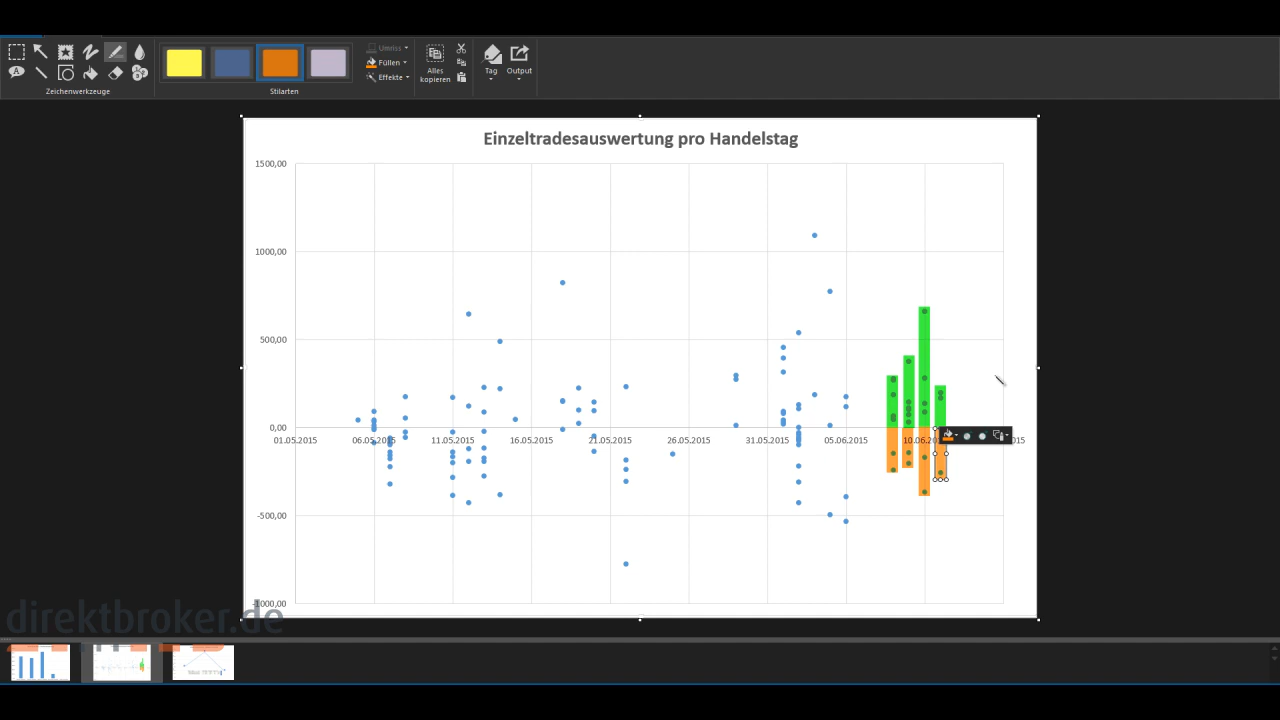 Umriss
Füllen
Effekte
Alles
kopieren
Tag
Output
Zeichenwerkzeuge
Stilarten
Einzeltradesauswertung pro Handelstag
1500,00
1000,00
500,00
0,00
01.05.2015
06.05.2015
11.05.2015
16.05.2015
21.05.2015
26.05.2015
31.05.2015
05.06.2015
-500,00
-1000,00
direktbroker.de